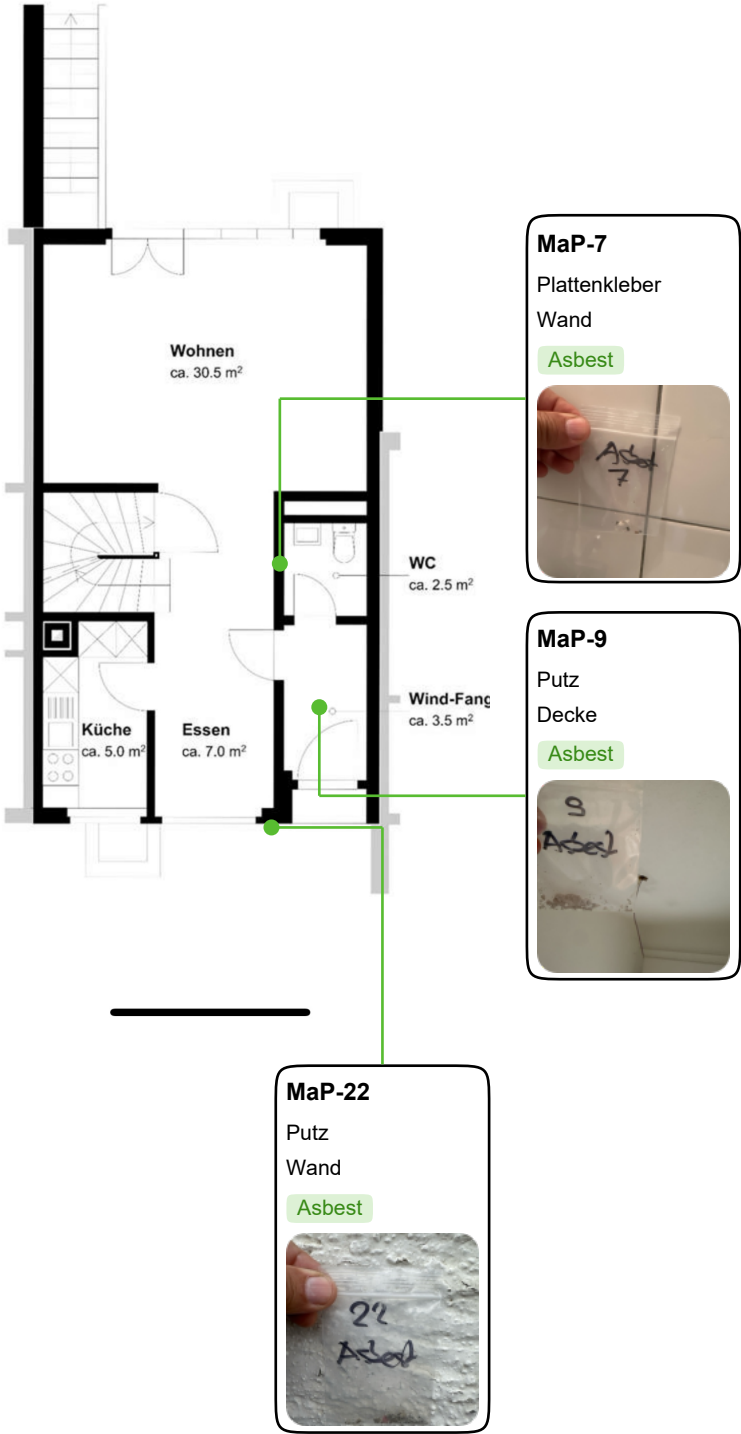 Wohnen
ca. 30.5 m²
WC
ca. 2.5 m²
Wind-Fang
ca. 3.5 m²
Küche
ca. 5.0 m²
Essen
ca. 7.0 m²
MaP-7
Plattenkleber
Wand
Asbest
Asbest
7
MaP-9
Putz
Decke
Asbest
9
Asbest
MaP-22
Putz
Wand
Asbest
22
Asbest